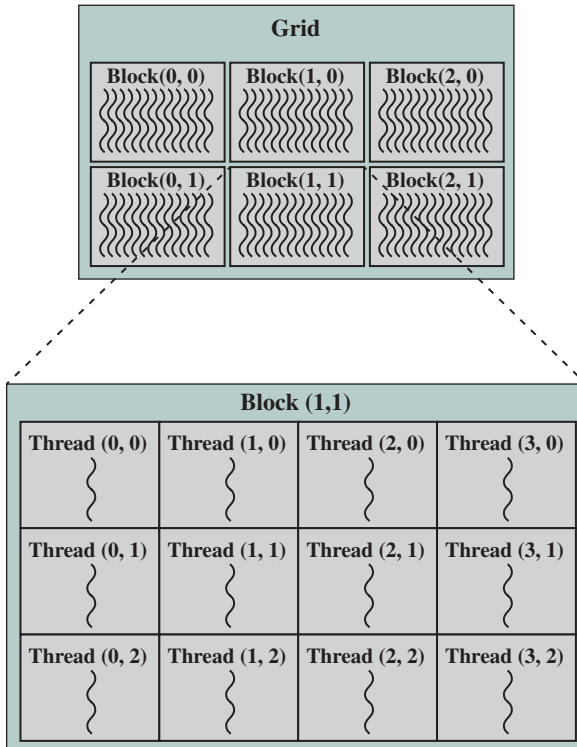 Grid
Block(0, 0) Block(1, 0) Block(2, 0)
Block(0, 1) Block(1, 1) Block(2, 1)
Block (1,1)
Thread (0, 0) Thread (1, 0) Thread (2, 0) Thread (3, 0)
Thread (0, 1) Thread (1, 1) Thread (2, 1) Thread (3, 1)
Thread (0, 2) Thread (1, 2) Thread (2, 2) Thread (3, 2)